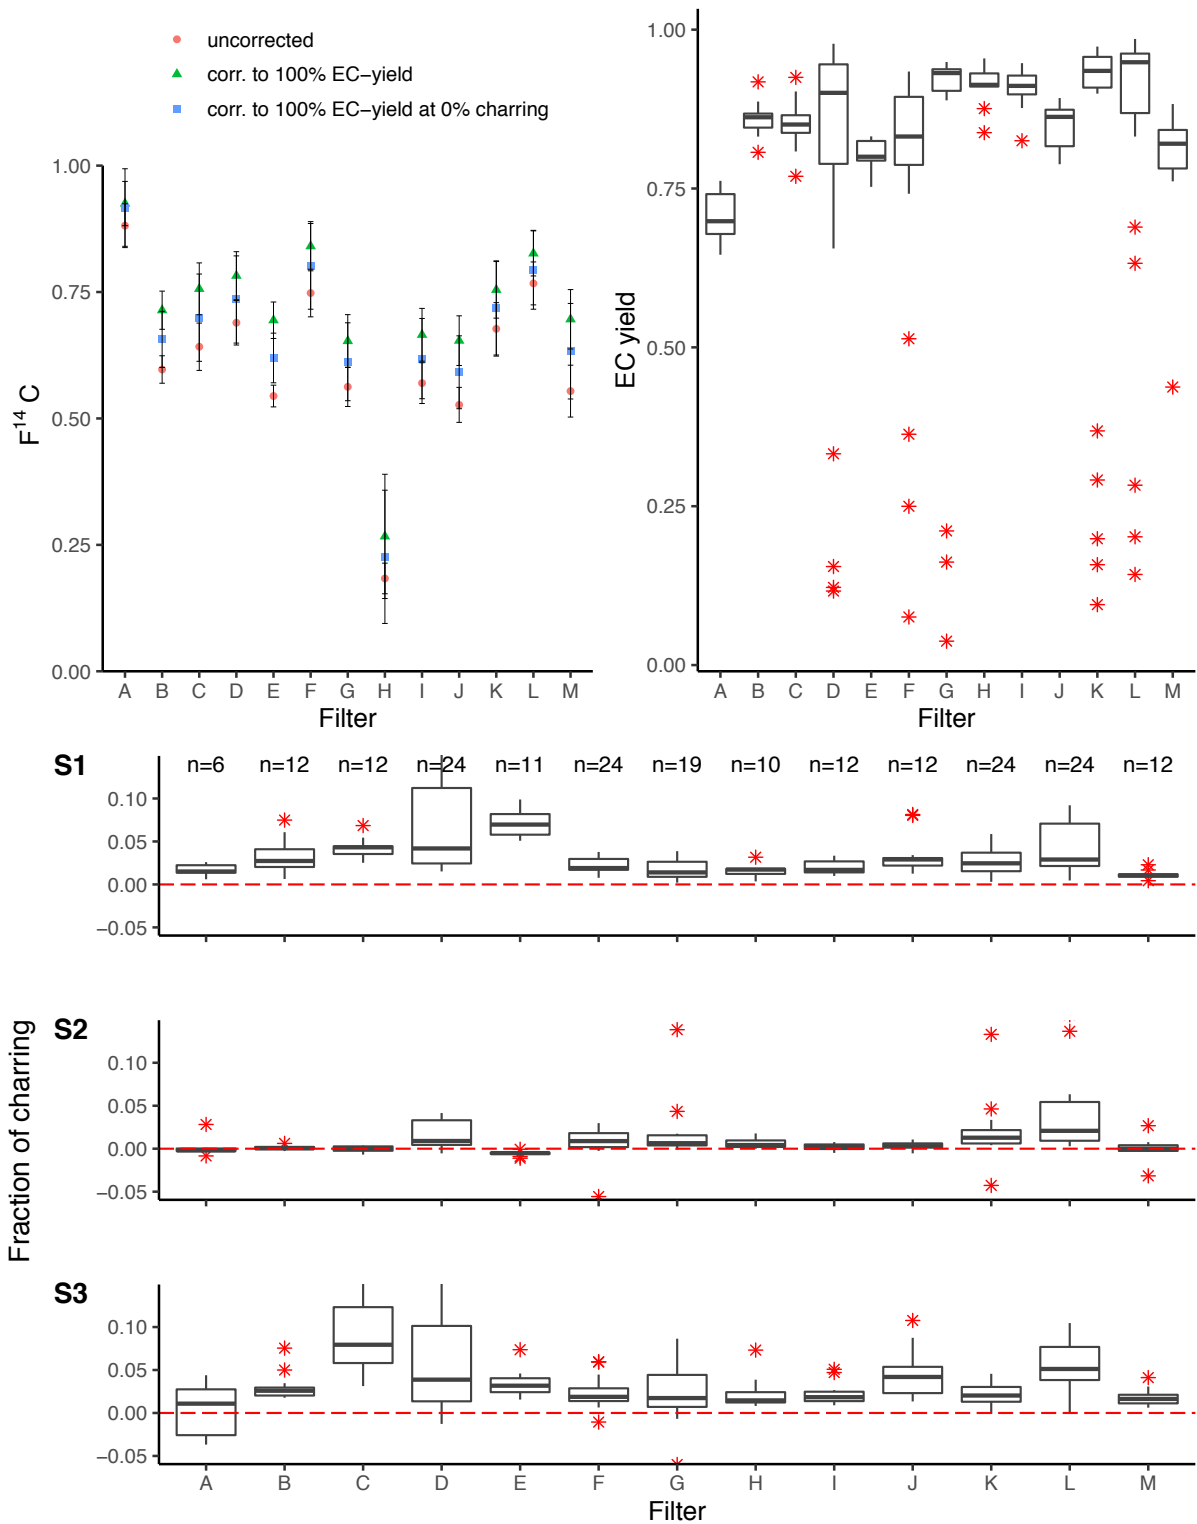 uncorrected
corr. to 100% EC−yield
corr. to 100% EC−yield at 0% charring
1.00
0.75
0.50
0.25
0.00
F¹⁴C
A B C D E F G H I J K L M
Filter
1.00
0.75
0.50
0.25
0.00
EC yield
A B C D E F G H I J K L M
Filter
S1
n=6 n=12 n=12 n=24 n=11 n=24 n=19 n=10 n=12 n=12 n=24 n=24 n=12
0.10
0.05
0.00
−0.05
S2
0.10
0.05
0.00
−0.05
Fraction of charring
S3
0.10
0.05
0.00
−0.05
A B C D E F G H I J K L M
Filter